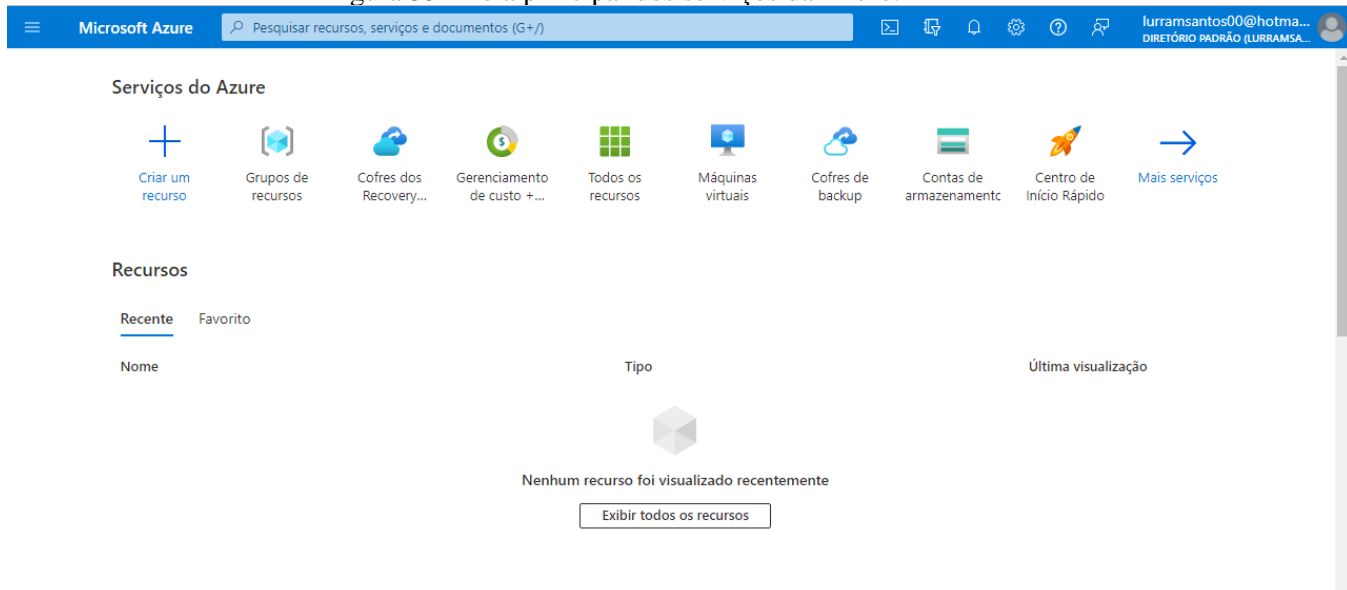 Microsoft Azure
Pesquisar recursos, serviços e documentos (G+/)
lurramsantos00@hotma...
DIRETÓRIO PADRÃO (LURRAMSA...
Serviços do Azure
Criar um
recurso
Grupos de
recursos
Cofres dos
Recovery...
Gerenciamento
de custo +...
Todos os
recursos
Máquinas
virtuais
Cofres de
backup
Contas de
armazenamento
Centro de
Início Rápido
Mais serviços
Recursos
Recente Favorito
Nome Tipo Última visualização
Nenhum recurso foi visualizado recentemente
Exibir todos os recursos